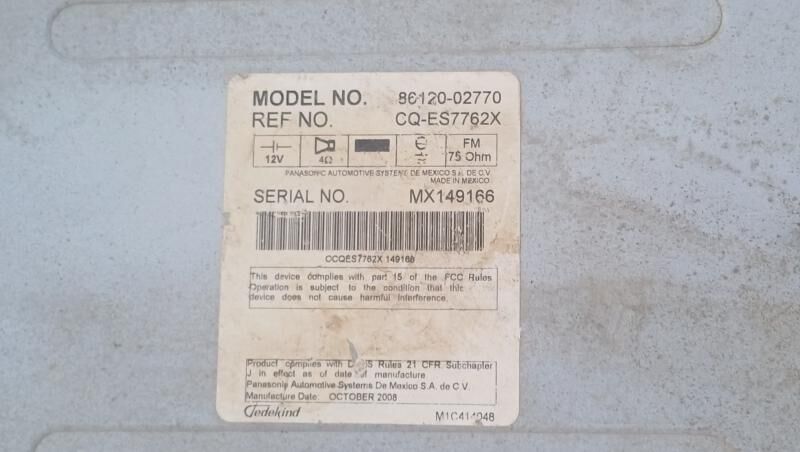 MODEL NO. 86120-02770
REF NO. CQ-ES7762X
12V 4Ω FM 75 Ohm
PANASONIC AUTOMOTIVE SYSTEMS DE MEXICO S.A. DE C.V.
MADE IN MEXICO
SERIAL NO. MX149166
OCQES7762X 149166
This device complies with part 15 of the FCC Rules
Operation is subject to the condition that this
device does not cause harmful interference.
Product complies with Rules 21 CFR Subchapter
J in effect as of date of manufacture
Panasonic Automotive Systems De Mexico S.A. de C.V.
Manufacture Date: OCTOBER 2008
Jedekind M1C414048